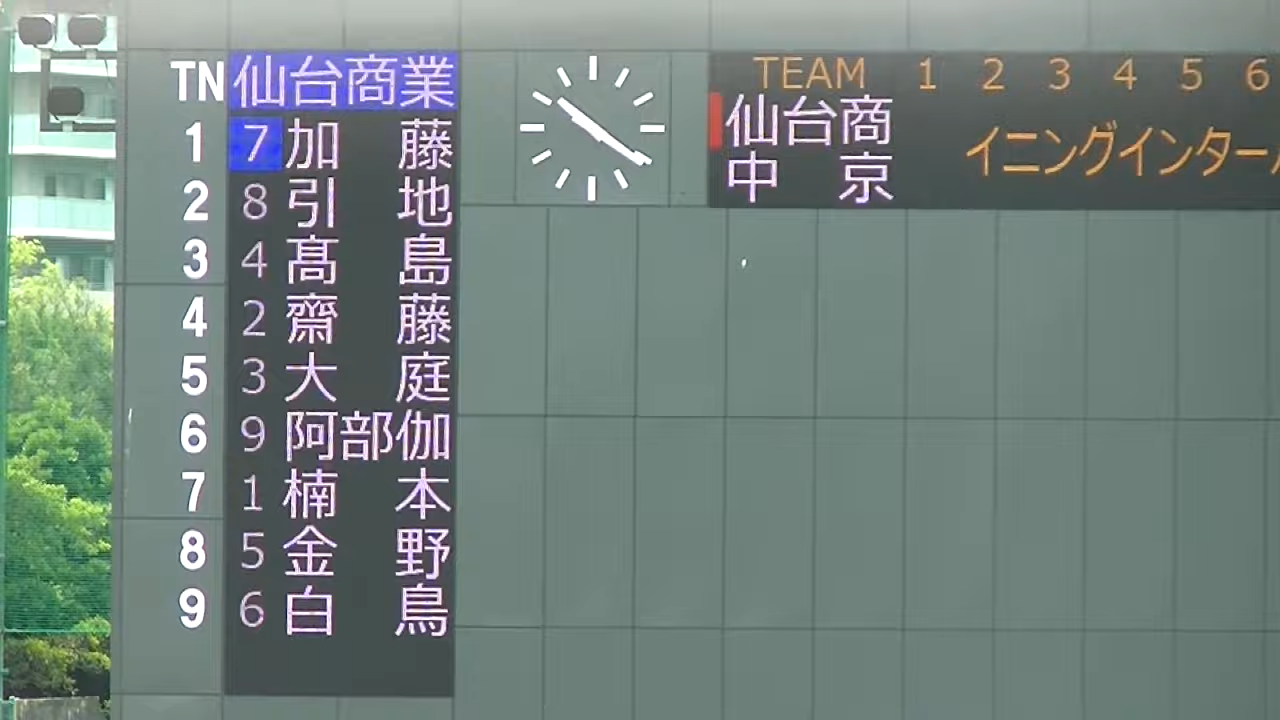 TN 仙台商業
1 7 加藤
2 8 引地
3 4 髙島
4 2 齋藤
5 3 大庭
6 9 阿部伽
7 1 楠本
8 5 金野
9 6 白鳥
TEAM 1 2 3 4 5 6
仙台商
中京
イニングインター